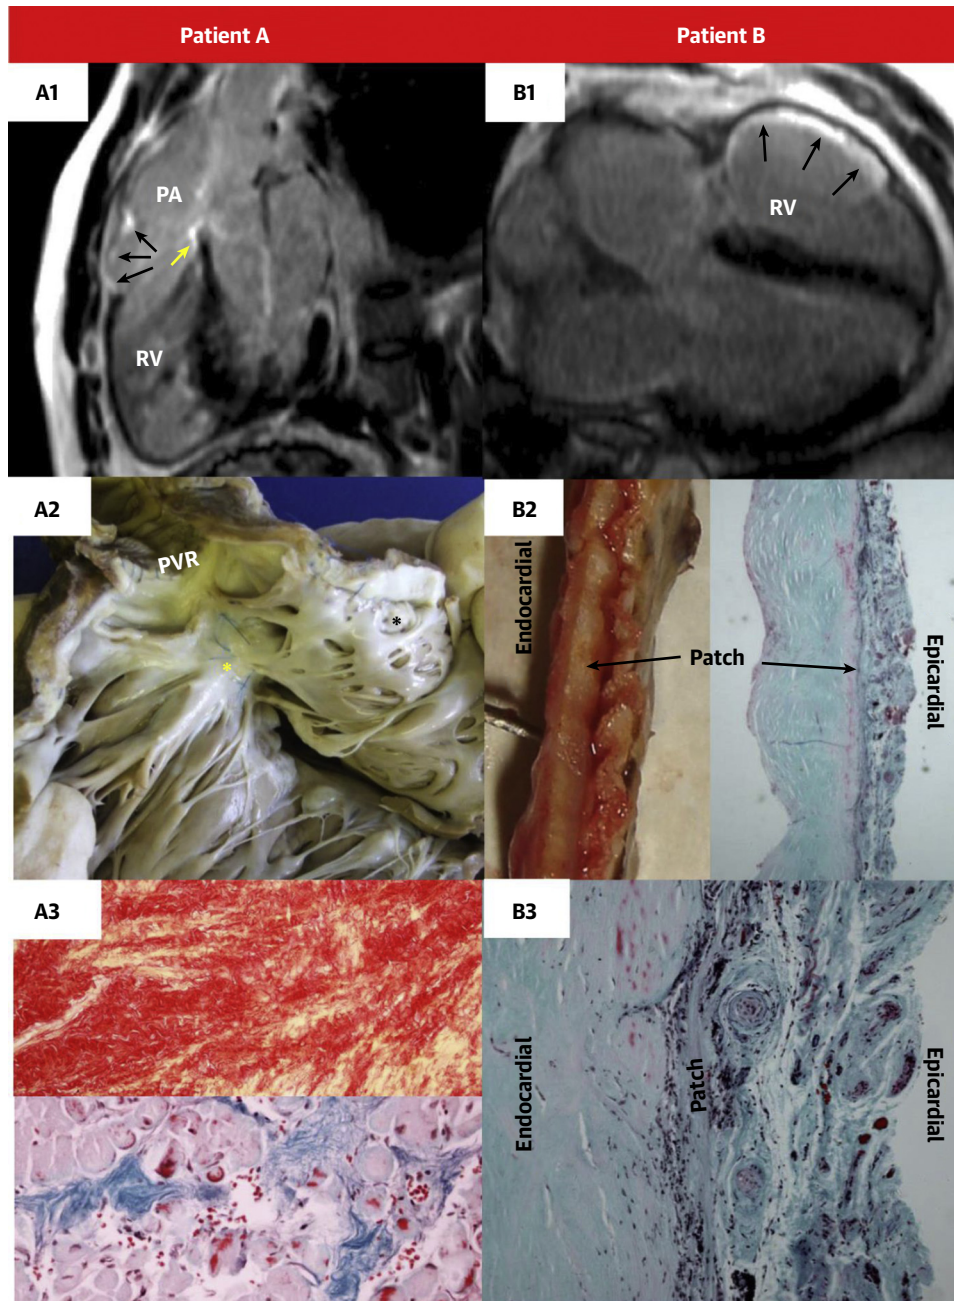 Patient A
Patient B
A1
PA
RV
B1
RV
A2
PVR
*
*
B2
Endocardial
Patch
Epicardial
A3
B3
Endocardial
Patch
Epicardial